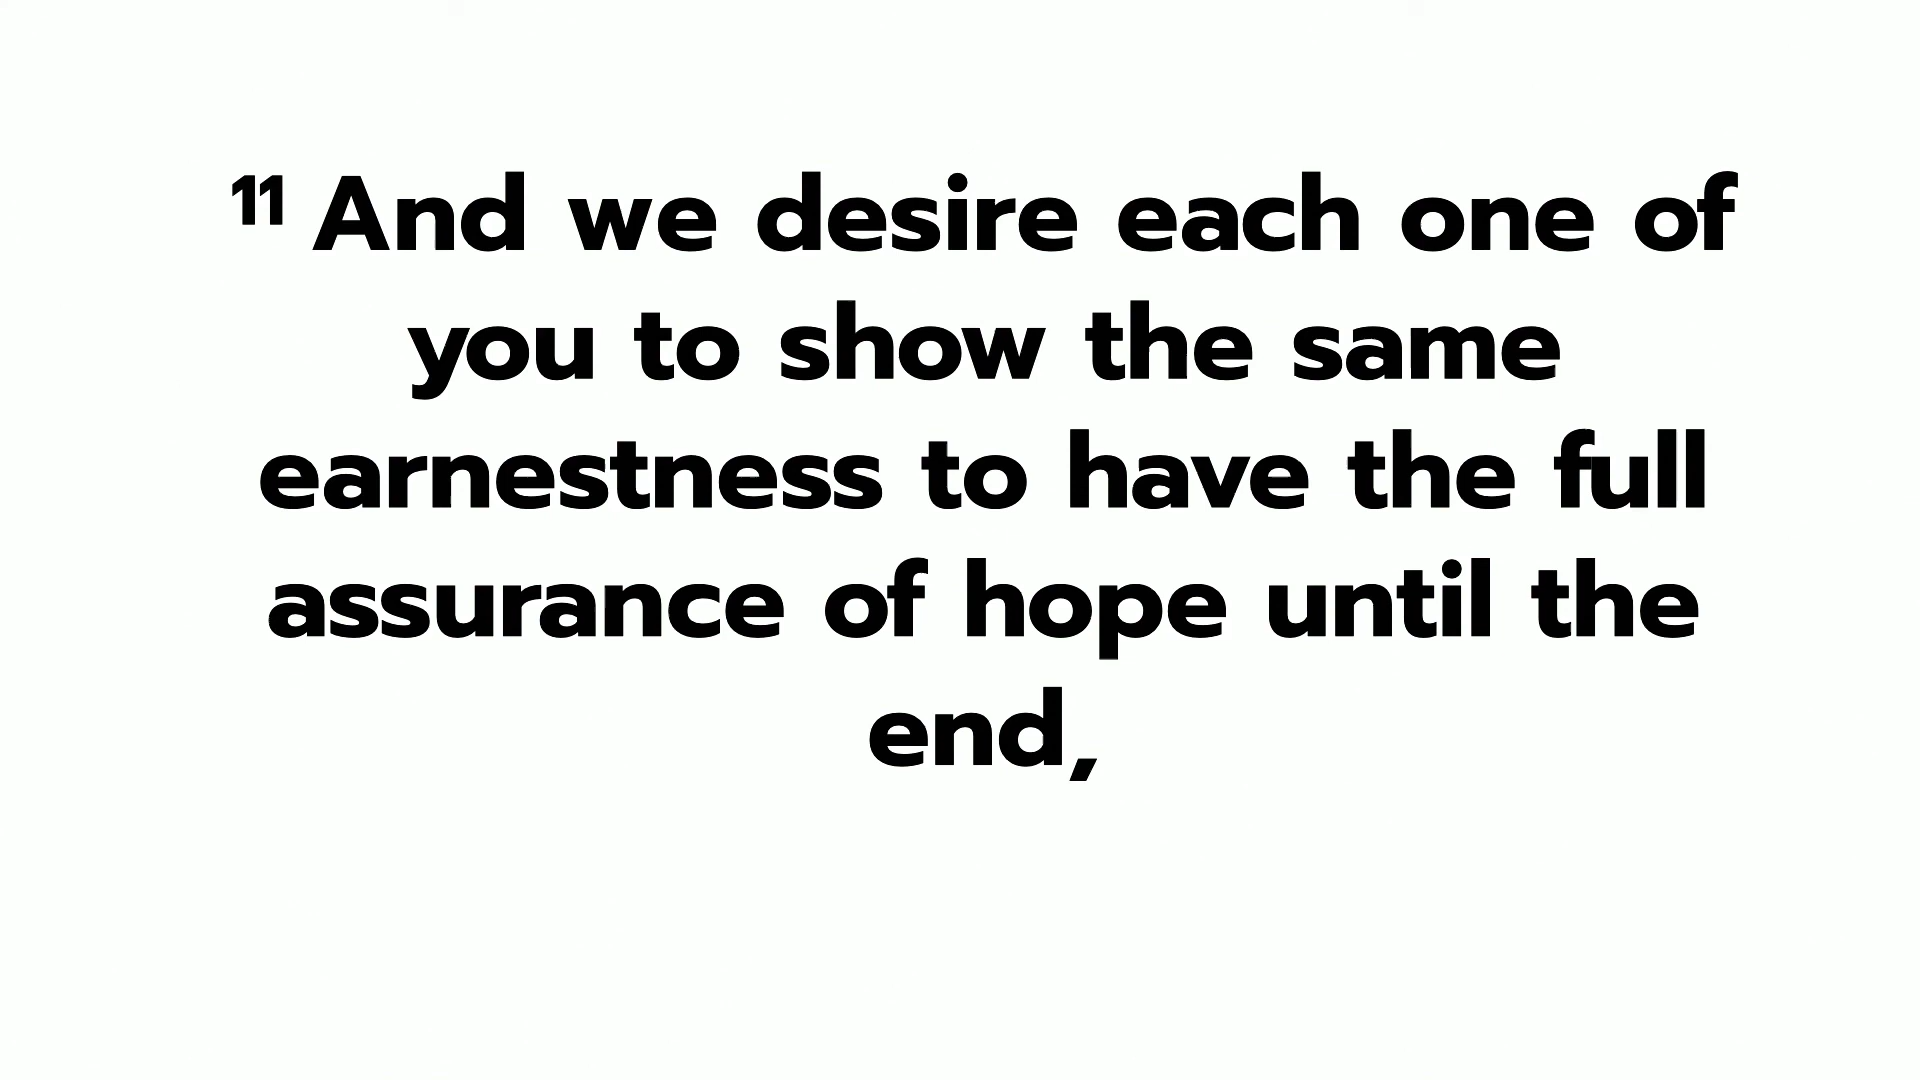 ¹¹ And we desire each one of
you to show the same
earnestness to have the full
assurance of hope until the
end,